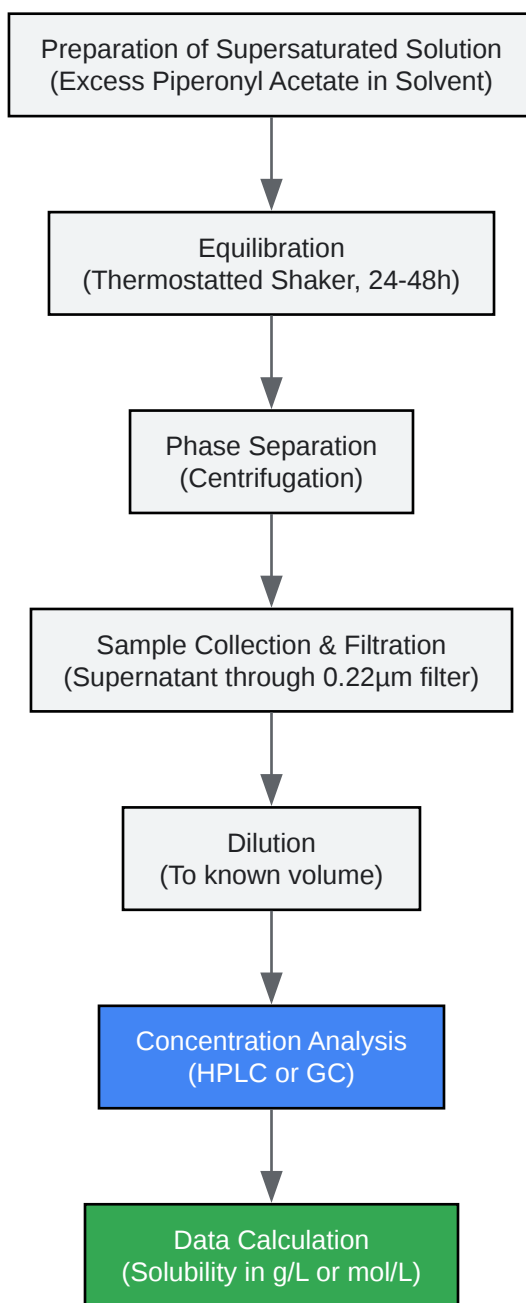 Preparation of Supersaturated Solution
(Excess Piperonyl Acetate in Solvent)
Equilibration
(Thermostatted Shaker, 24-48h)
Phase Separation
(Centrifugation)
Sample Collection & Filtration
(Supernatant through 0.22µm filter)
Dilution
(To known volume)
Concentration Analysis
(HPLC or GC)
Data Calculation
(Solubility in g/L or mol/L)